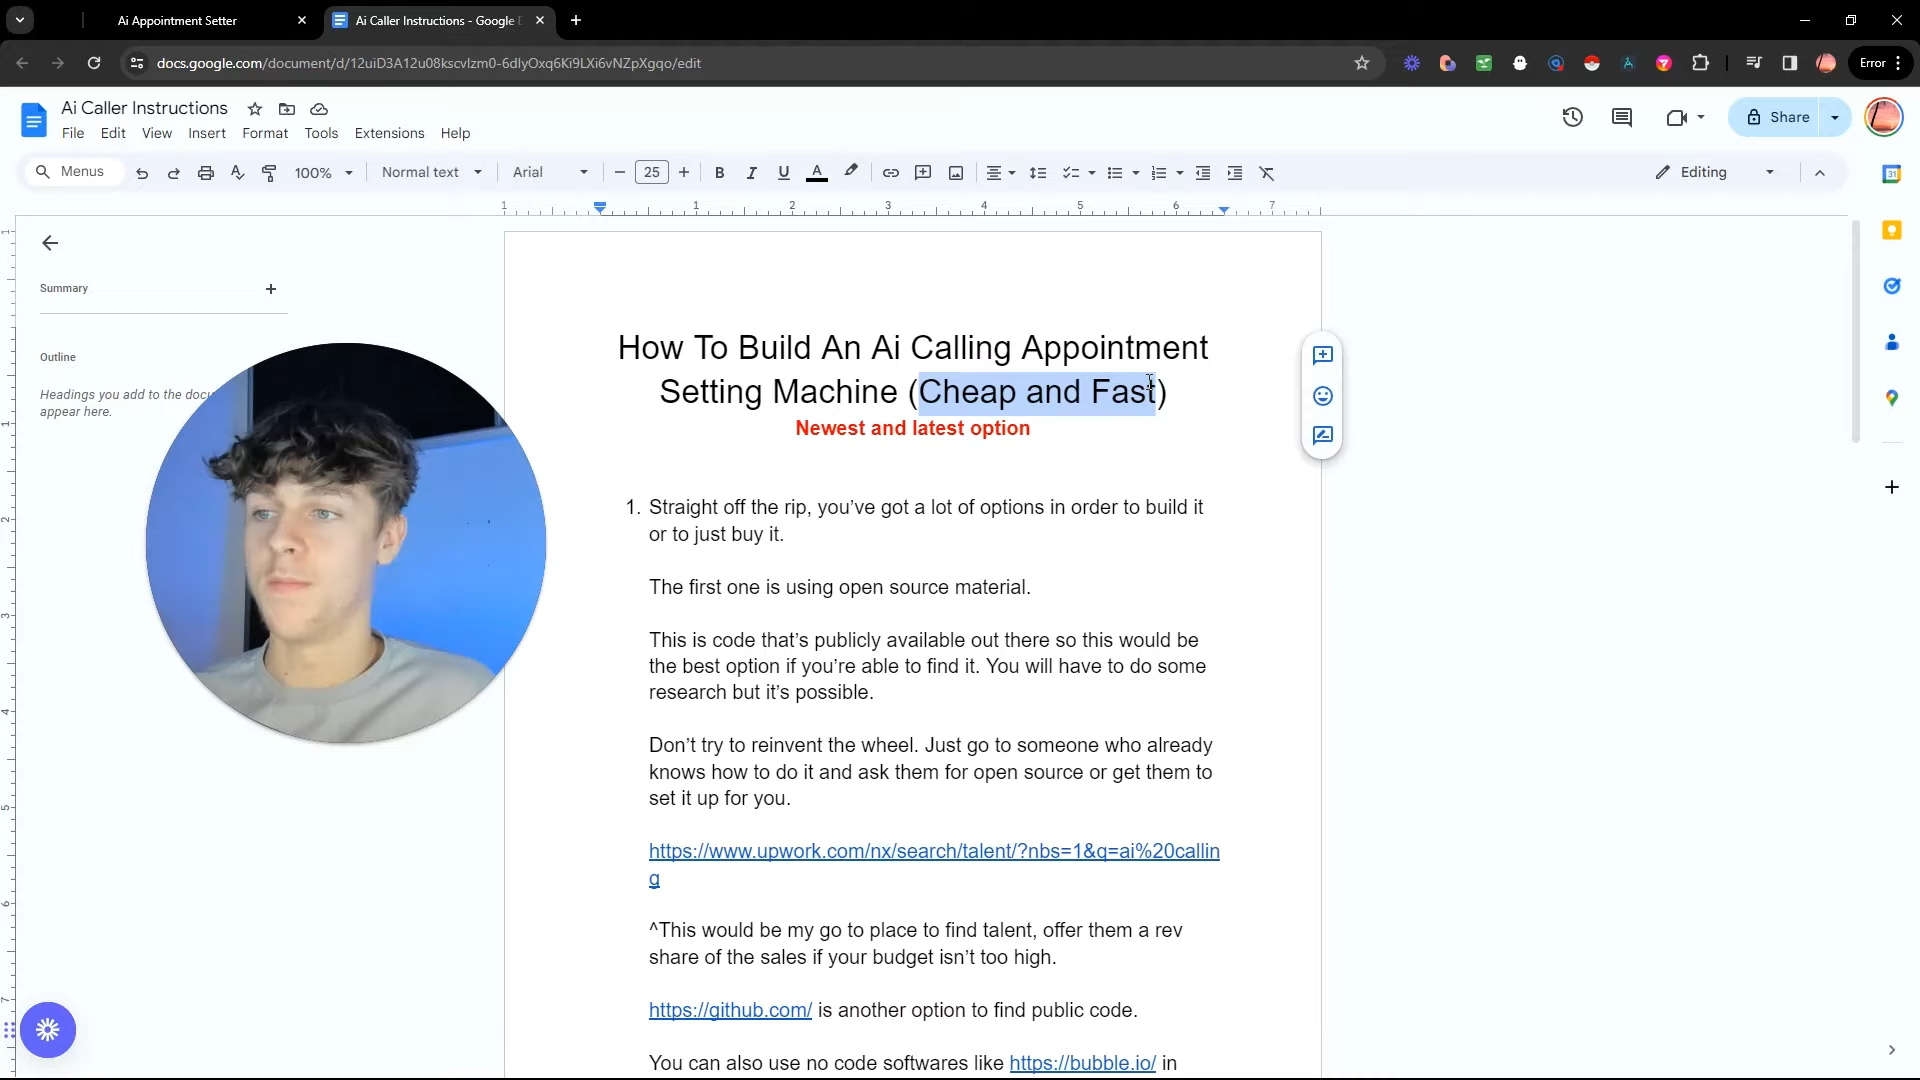 Ai Appointment Setter
Ai Caller Instructions - Google
docs.google.com/document/d/12uiD3A12u08kscvlzm0-6dIyOxq6Ki9LXi6vNZpXgqo/edit
Error
Ai Caller Instructions
File Edit View Insert Format Tools Extensions Help
Share
Menus
100%
Normal text
Arial
25
Editing
1 1 2 3 4 5 6 7
Summary
Outline
Headings you add to the docu
appear here.
How To Build An Ai Calling Appointment
Setting Machine (Cheap and Fast)
Newest and latest option
1. Straight off the rip, you’ve got a lot of options in order to build it
or to just buy it.
The first one is using open source material.
This is code that’s publicly available out there so this would be
the best option if you’re able to find it. You will have to do some
research but it’s possible.
Don’t try to reinvent the wheel. Just go to someone who already
knows how to do it and ask them for open source or get them to
set it up for you.
https://www.upwork.com/nx/search/talent/?nbs=1&q=ai%20callin
g
^This would be my go to place to find talent, offer them a rev
share of the sales if your budget isn’t too high.
https://github.com/ is another option to find public code.
You can also use no code softwares like https://bubble.io/ in